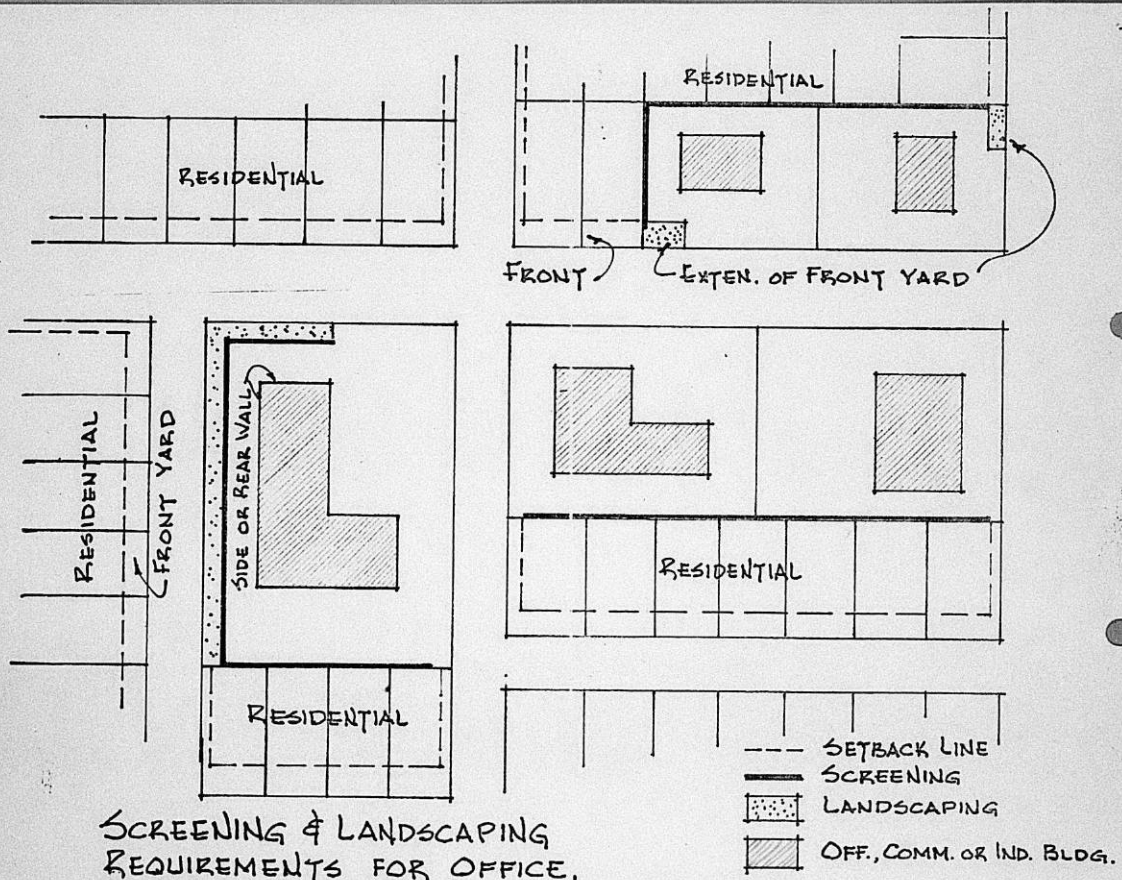 RESIDENTIAL
RESIDENTIAL
FRONT
EXTEN. OF FRONT YARD
RESIDENTIAL
FRONT YARD
SIDE OR REAR WALL
RESIDENTIAL
RESIDENTIAL
SETBACK LINE
SCREENING
LANDSCAPING
OFF., COMM. OR IND. BLDG.
SCREENING & LANDSCAPING
REQUIREMENTS FOR OFFICE,